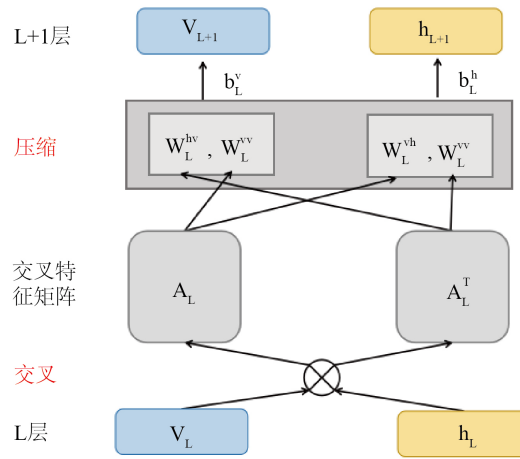 L+1层 V_{L+1} h_{L+1}
b_L^v b_L^h
压缩 W_L^{hv} , W_L^{vv} W_L^{vh} , W_L^{vv}
交叉特
征矩阵 A_L A_L^T
交叉
L层 V_L h_L